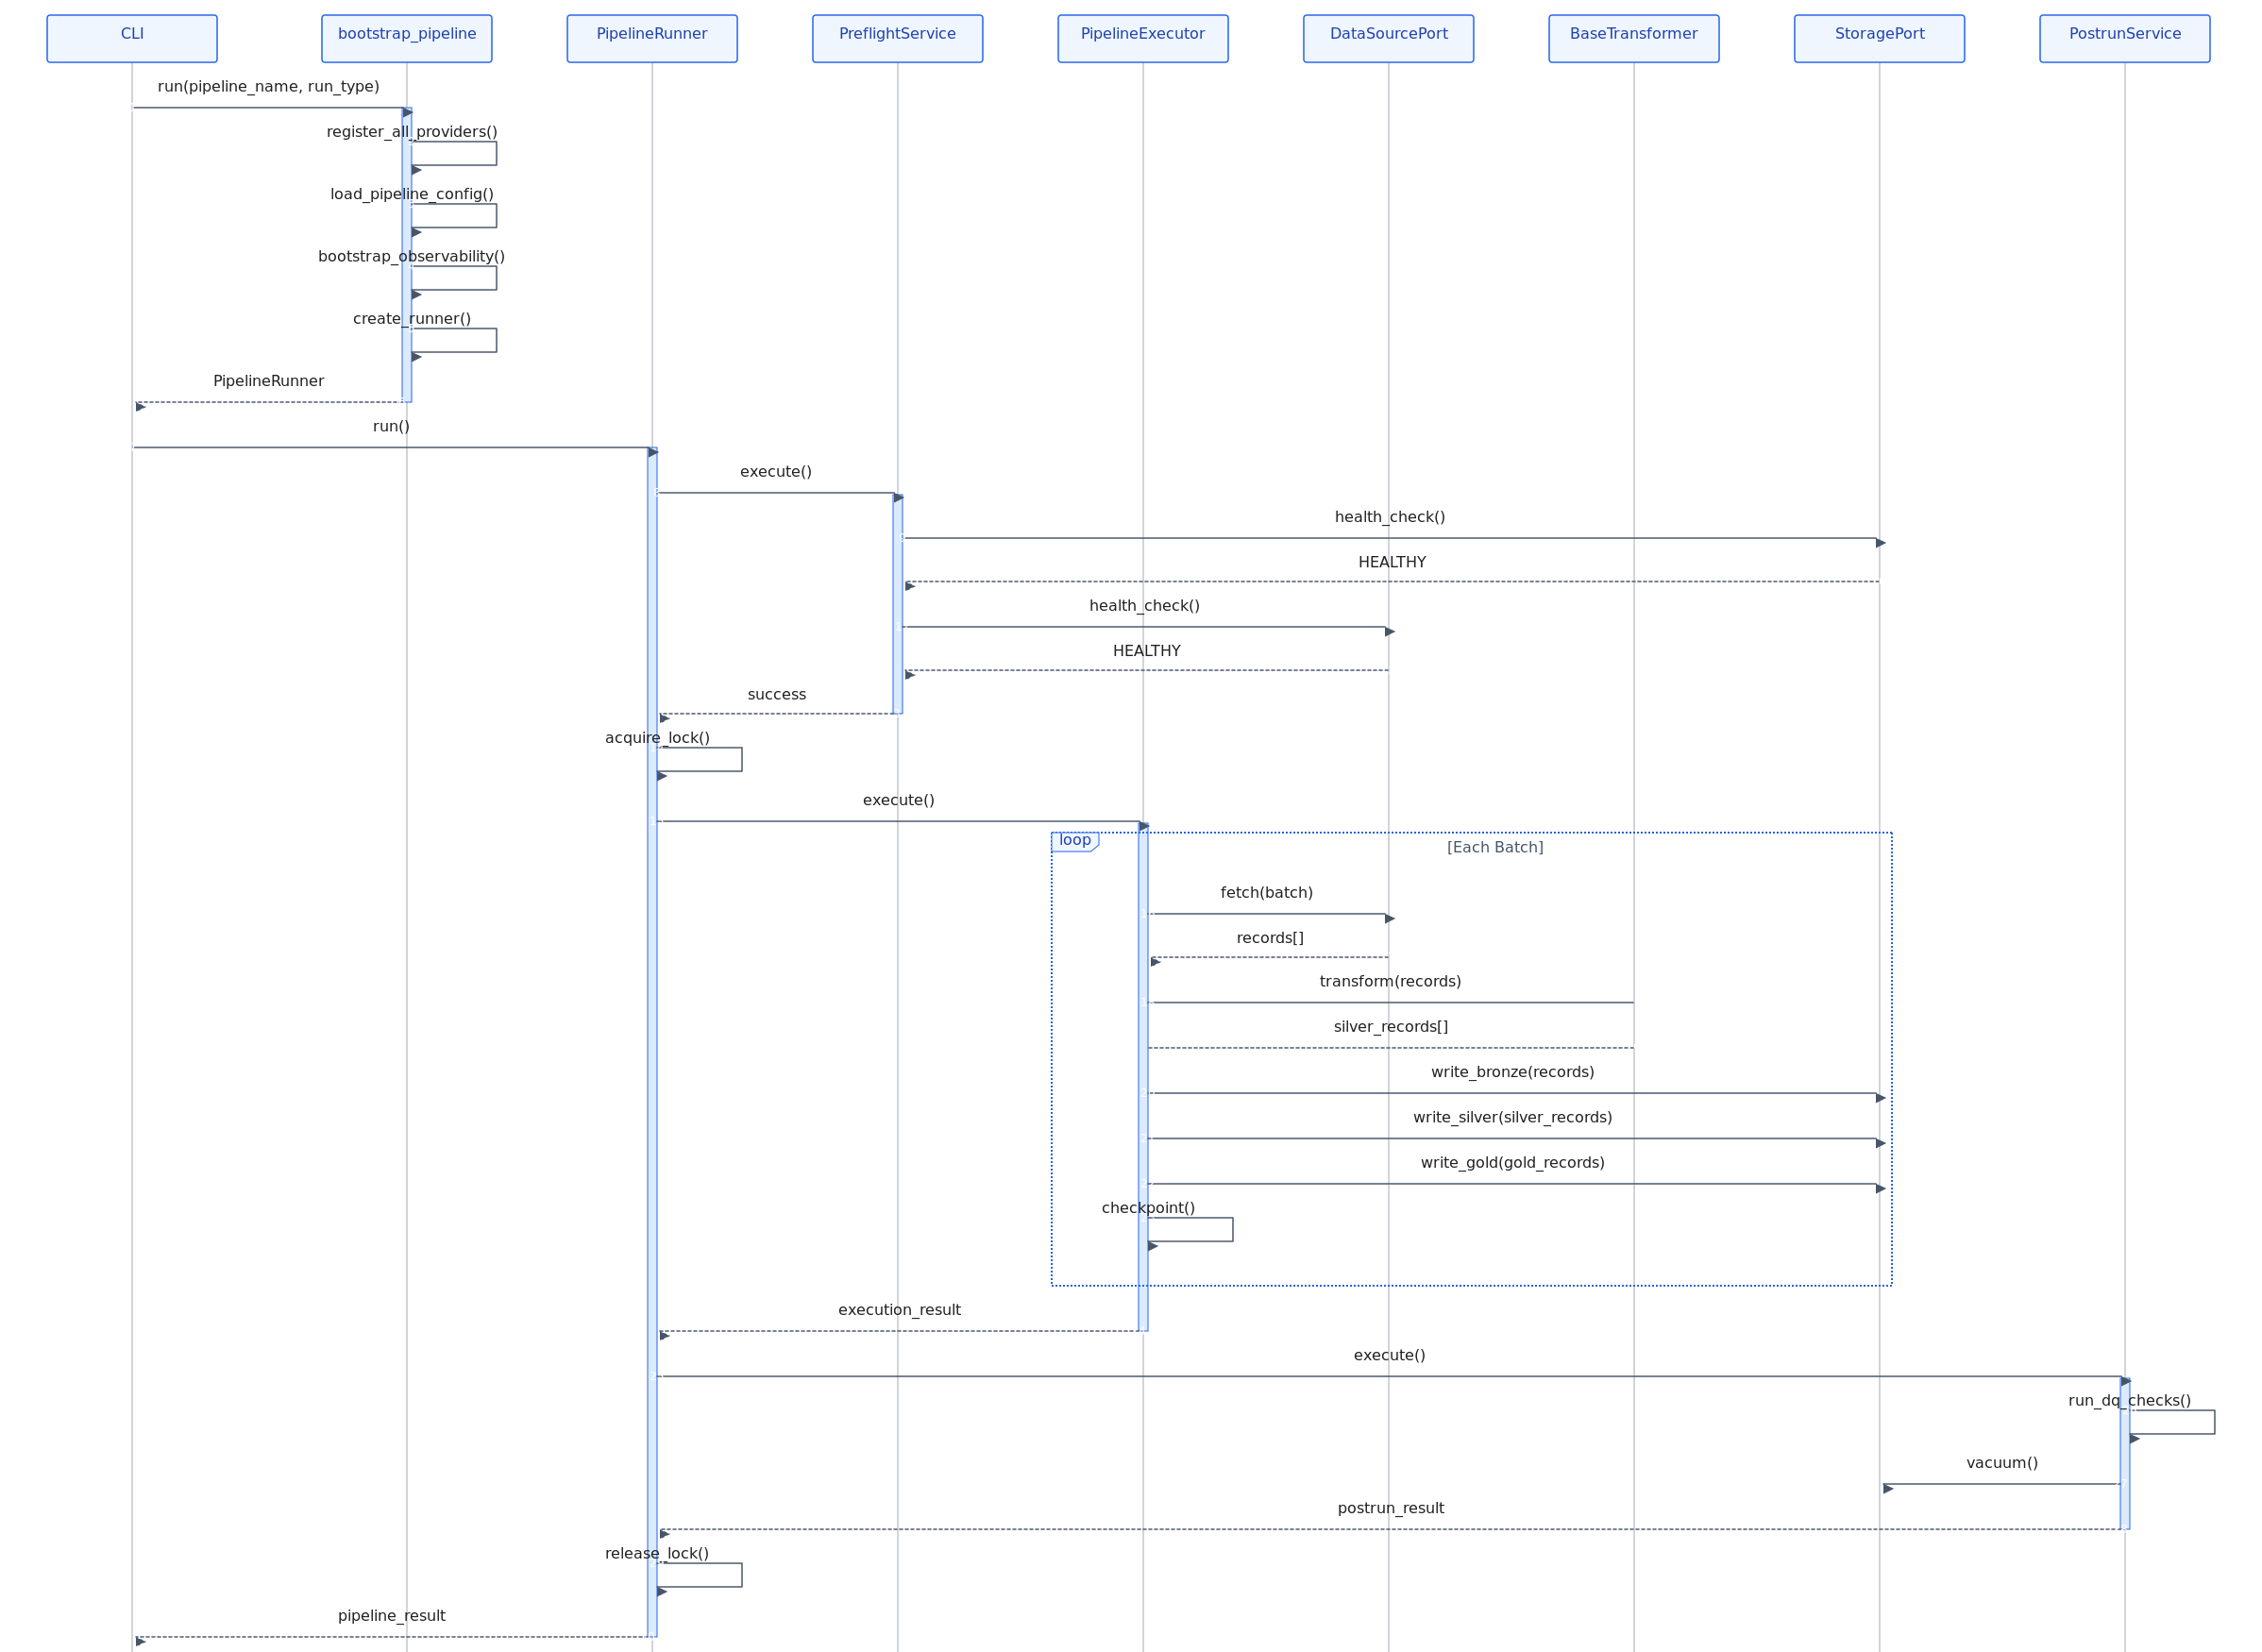 CLI
bootstrap_pipeline
PipelineRunner
PreflightService
PipelineExecutor
DataSourcePort
BaseTransformer
StoragePort
PostrunService
run(pipeline_name, run_type)
register_all_providers()
load_pipeline_config()
bootstrap_observability()
create_runner()
PipelineRunner
run()
execute()
health_check()
HEALTHY
health_check()
HEALTHY
success
acquire_lock()
execute()
loop
[Each Batch]
fetch(batch)
records[]
transform(records)
silver_records[]
write_bronze(records)
write_silver(silver_records)
write_gold(gold_records)
checkpoint()
execution_result
execute()
run_dq_checks()
vacuum()
postrun_result
release_lock()
pipeline_result